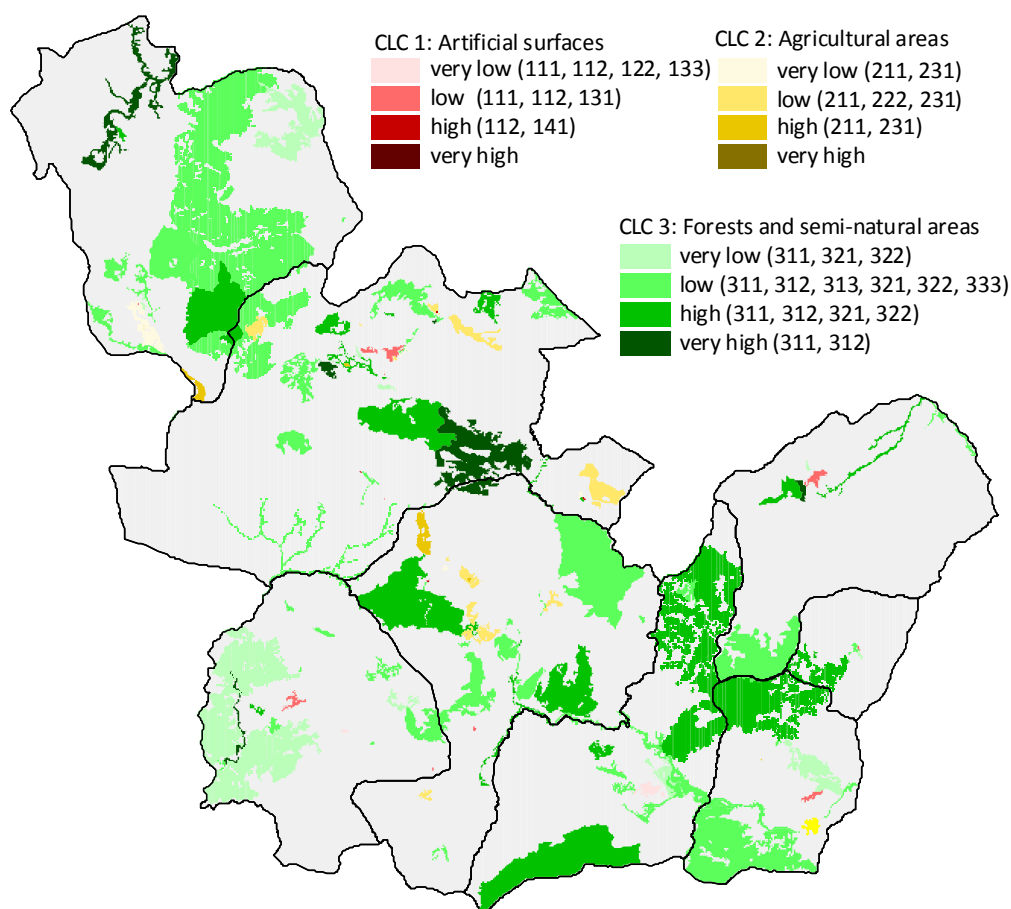 CLC 1: Artificial surfaces
very low (111, 112, 122, 133)
low (111, 112, 131)
high (112, 141)
very high
CLC 2: Agricultural areas
very low (211, 231)
low (211, 222, 231)
high (211, 231)
very high
CLC 3: Forests and semi-natural areas
very low (311, 321, 322)
low (311, 312, 313, 321, 322, 333)
high (311, 312, 321, 322)
very high (311, 312)